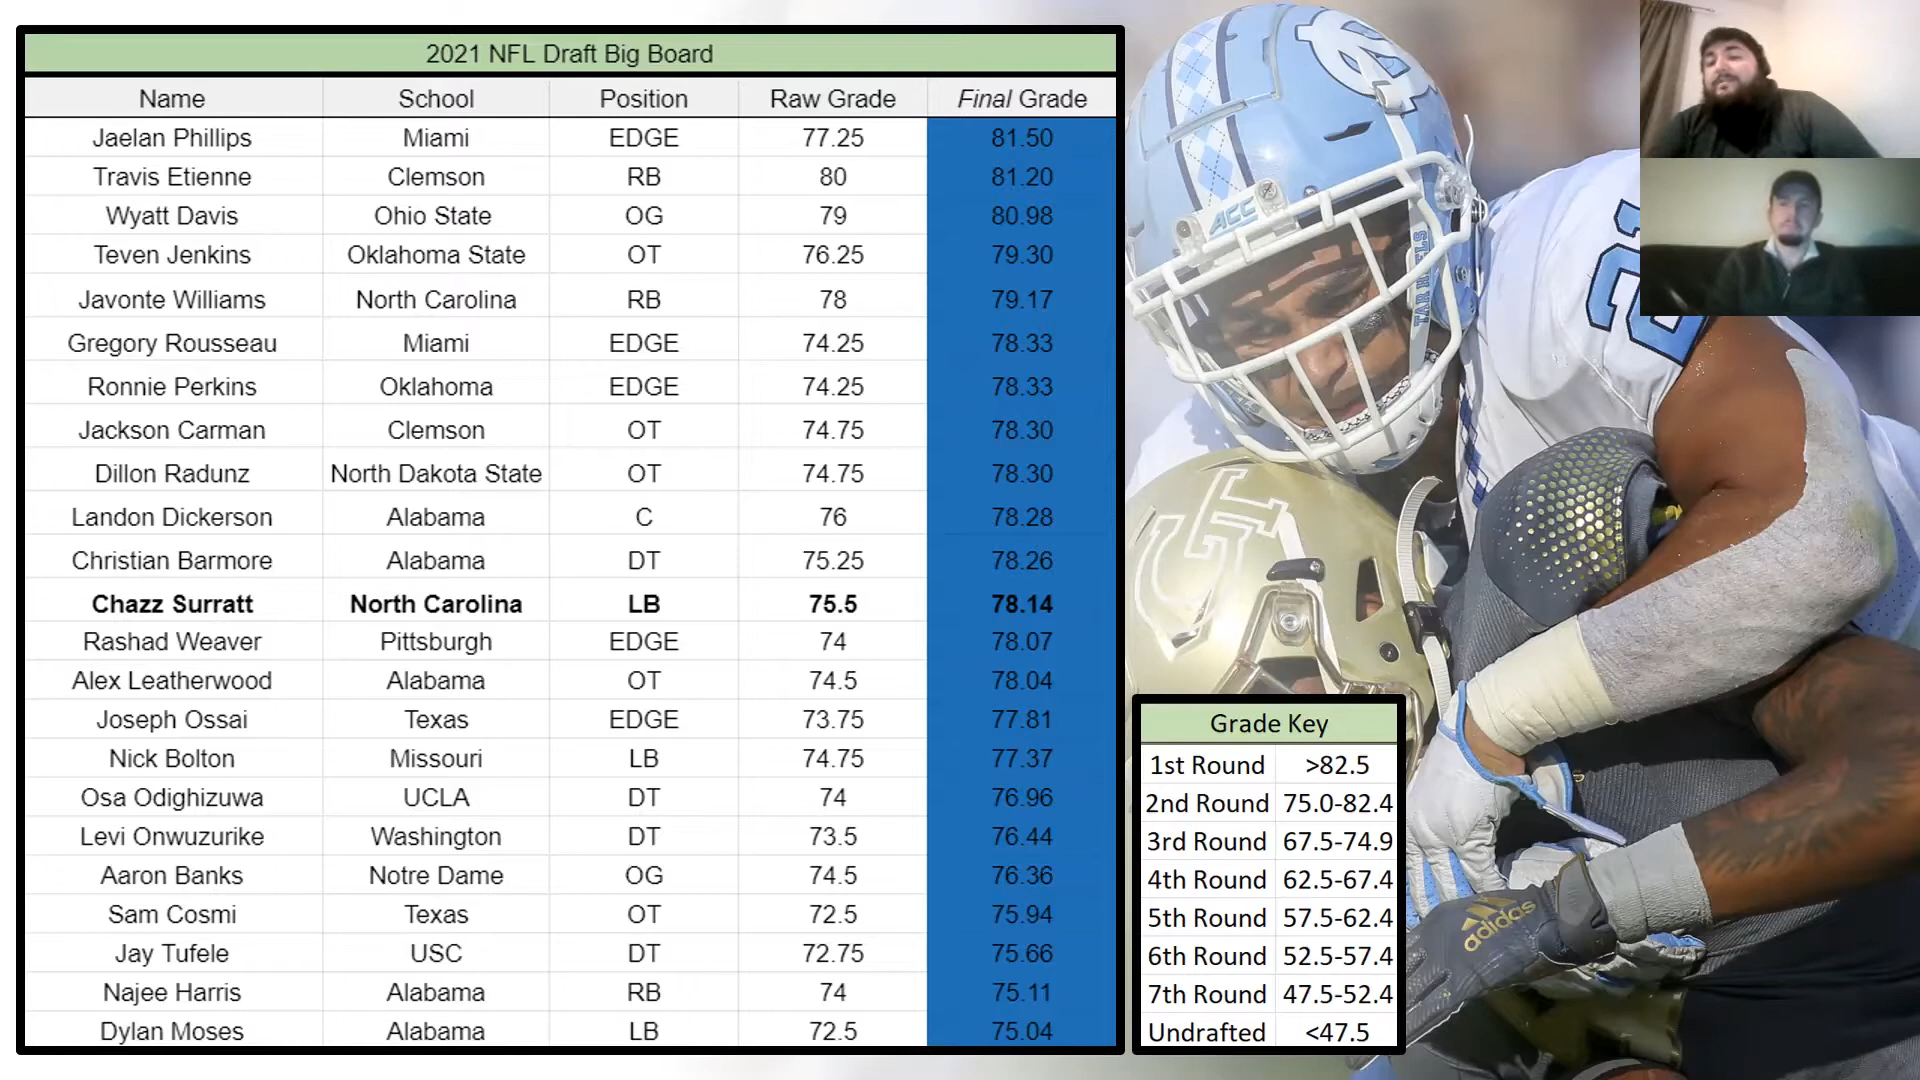 2021 NFL Draft Big Board
Name School Position Raw Grade Final Grade
Jaelan Phillips Miami EDGE 77.25 81.50
Travis Etienne Clemson RB 80 81.20
Wyatt Davis Ohio State OG 79 80.98
Teven Jenkins Oklahoma State OT 76.25 79.30
Javonte Williams North Carolina RB 78 79.17
Gregory Rousseau Miami EDGE 74.25 78.33
Ronnie Perkins Oklahoma EDGE 74.25 78.33
Jackson Carman Clemson OT 74.75 78.30
Dillon Radunz North Dakota State OT 74.75 78.30
Landon Dickerson Alabama C 76 78.28
Christian Barmore Alabama DT 75.25 78.26
Chazz Surratt North Carolina LB 75.5 78.14
Rashad Weaver Pittsburgh EDGE 74 78.07
Alex Leatherwood Alabama OT 74.5 78.04
Joseph Ossai Texas EDGE 73.75 77.81
Nick Bolton Missouri LB 74.75 77.37
Osa Odighizuwa UCLA DT 74 76.96
Levi Onwuzurike Washington DT 73.5 76.44
Aaron Banks Notre Dame OG 74.5 76.36
Sam Cosmi Texas OT 72.5 75.94
Jay Tufele USC DT 72.75 75.66
Najee Harris Alabama RB 74 75.11
Dylan Moses Alabama LB 72.5 75.04
Grade Key
1st Round >82.5
2nd Round 75.0-82.4
3rd Round 67.5-74.9
4th Round 62.5-67.4
5th Round 57.5-62.4
6th Round 52.5-57.4
7th Round 47.5-52.4
Undrafted <47.5
ACC
TAR HEELS
NC
GT
2
adidas